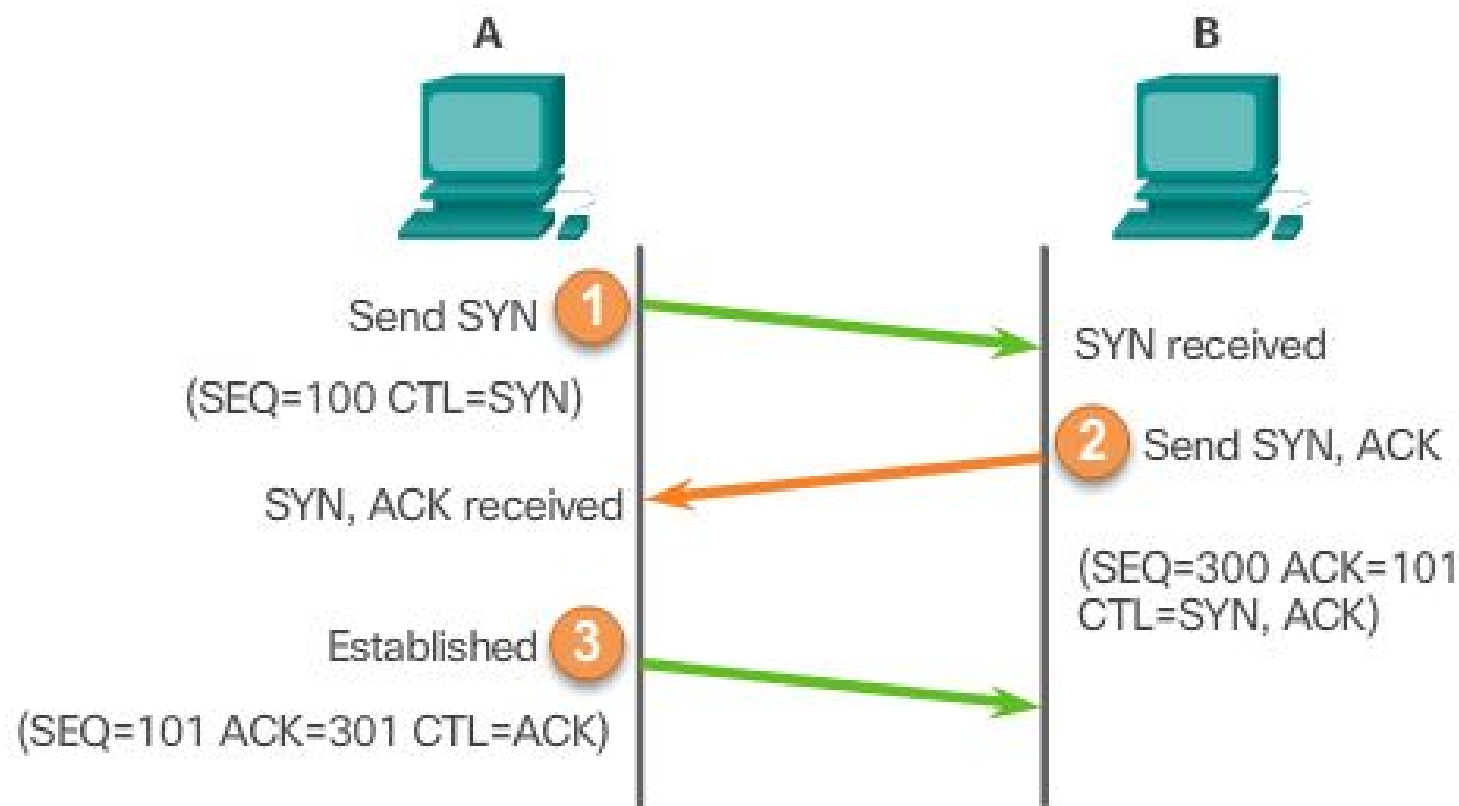 A
B
Send SYN 1
SYN received
(SEQ=100 CTL=SYN)
2 Send SYN, ACK
SYN, ACK received
(SEQ=300 ACK=101
CTL=SYN, ACK)
Established 3
(SEQ=101 ACK=301 CTL=ACK)